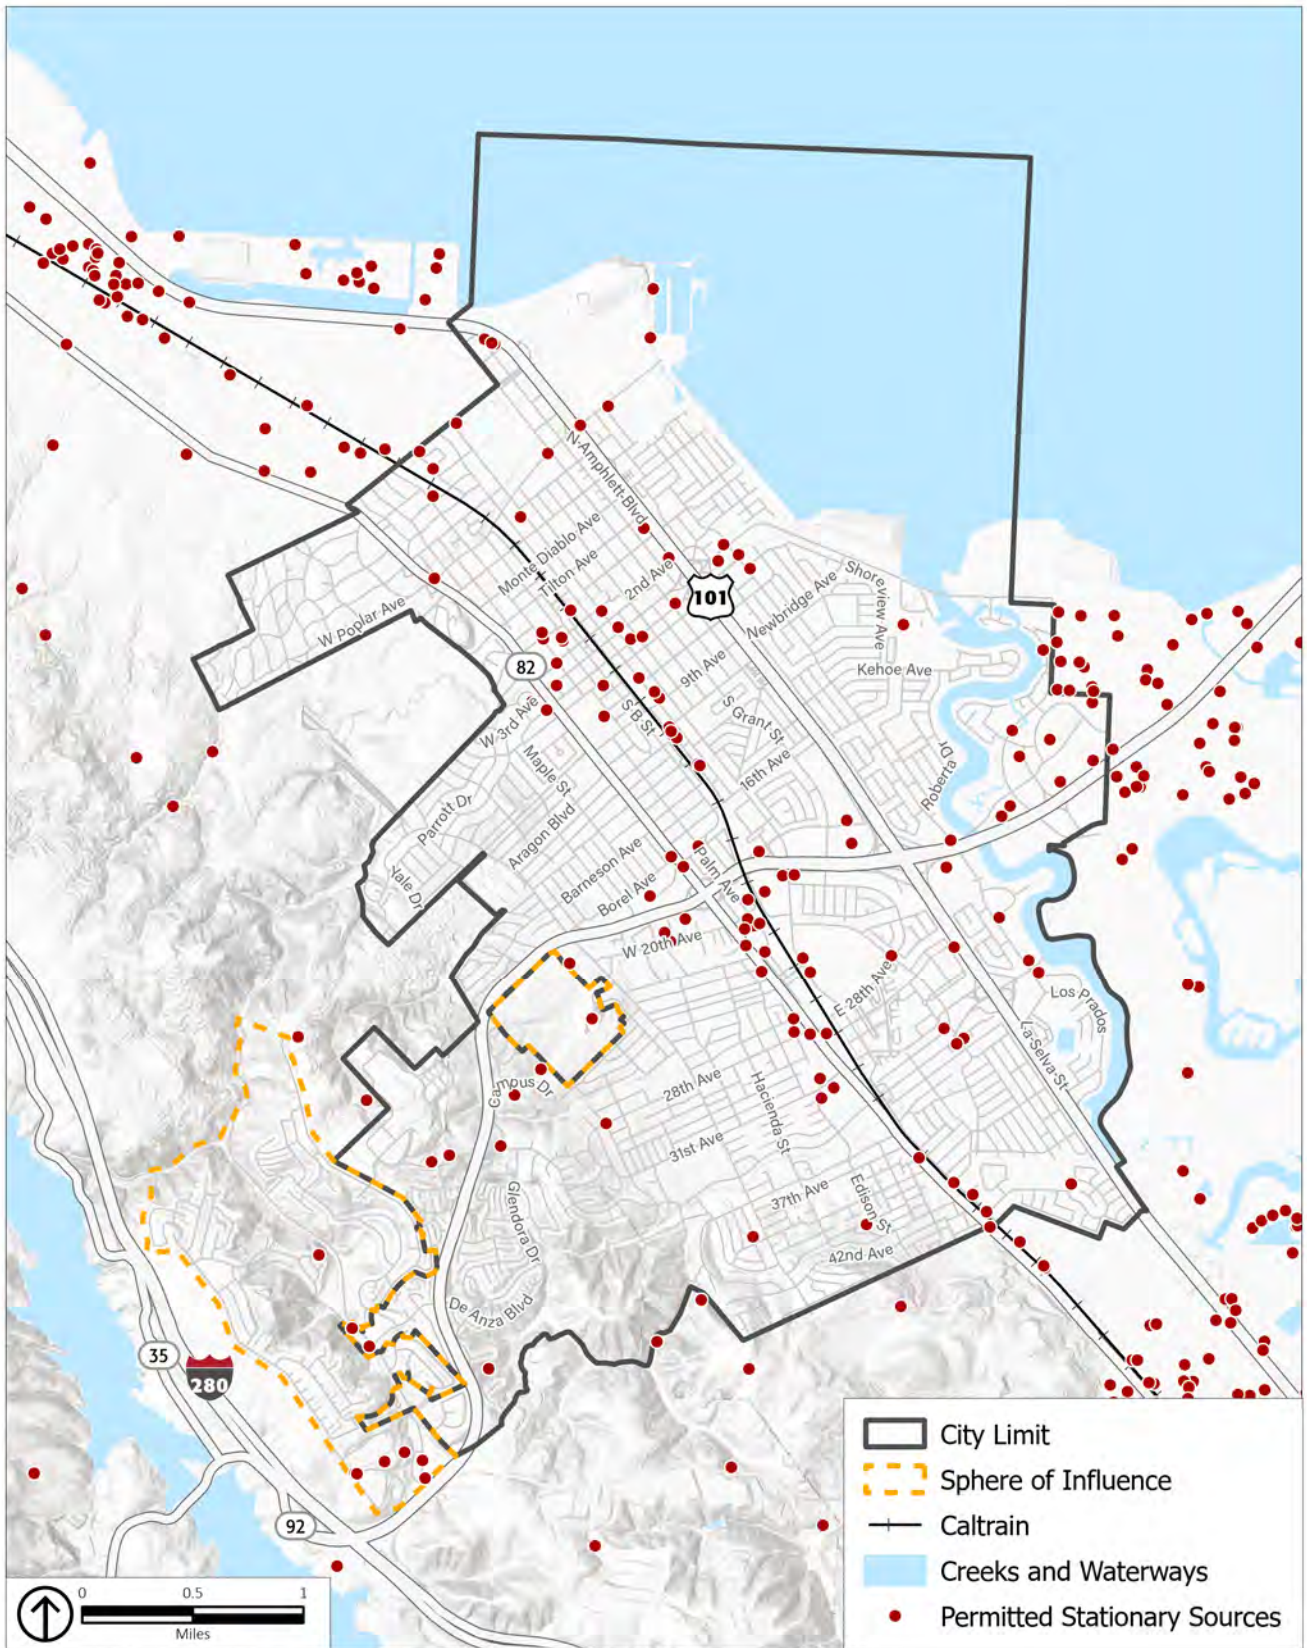 N Amphlett Blvd
Monte Diablo Ave
Tilton Ave
2nd Ave
101
Newbridge Ave
Shoreview Ave
Kehoe Ave
W Poplar Ave
82
9th Ave
W 3rd Ave
S B St
S Grant St
16th Ave
Roberta Dr
Maple St
Parrott Dr
Aragon Blvd
Barneson Ave
Palm Ave
Yale Dr
Borel Ave
W 20th Ave
E 28th Ave
Los Prados
La Selva St
Campus Dr
28th Ave
Hacienda St
31st Ave
Glendora Dr
37th Ave
Edison St
42nd Ave
De Anza Blvd
35
280
92
City Limit
Sphere of Influence
Caltrain
Creeks and Waterways
Permitted Stationary Sources
0 0.5 1
Miles